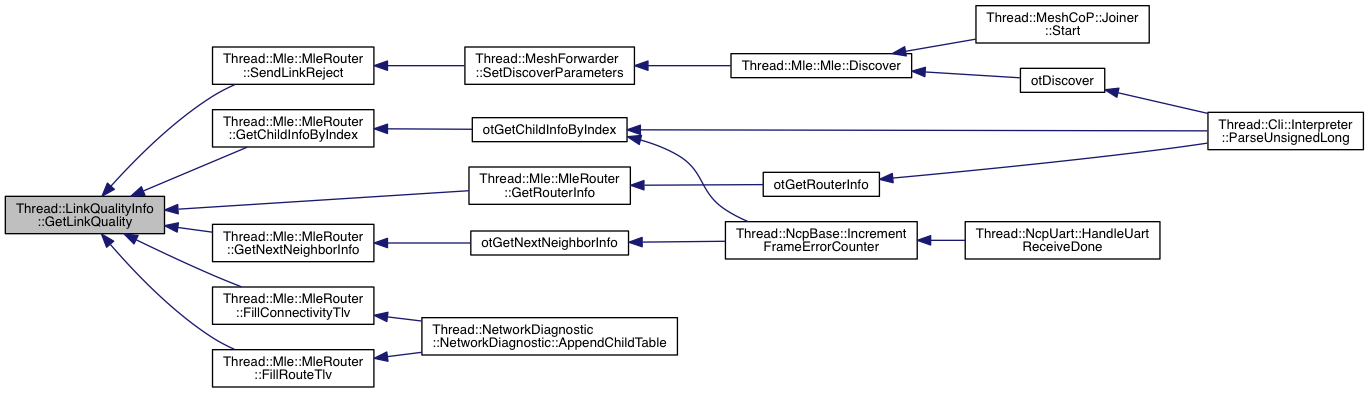 Thread::LinkQualityInfo
::GetLinkQuality
Thread::Mle::MleRouter
::SendLinkReject
Thread::MeshForwarder
::SetDiscoverParameters
Thread::Mle::Mle::Discover
Thread::MeshCoP::Joiner
::Start
otDiscover
Thread::Cli::Interpreter
::ParseUnsignedLong
Thread::Mle::MleRouter
::GetChildInfoByIndex
otGetChildInfoByIndex
Thread::Mle::MleRouter
::GetRouterInfo
otGetRouterInfo
Thread::Mle::MleRouter
::GetNextNeighborInfo
otGetNextNeighborInfo
Thread::NcpBase::Increment
FrameErrorCounter
Thread::NcpUart::HandleUart
ReceiveDone
Thread::Mle::MleRouter
::FillConnectivityTlv
Thread::NetworkDiagnostic
::NetworkDiagnostic::AppendChildTable
Thread::Mle::MleRouter
::FillRouteTlv